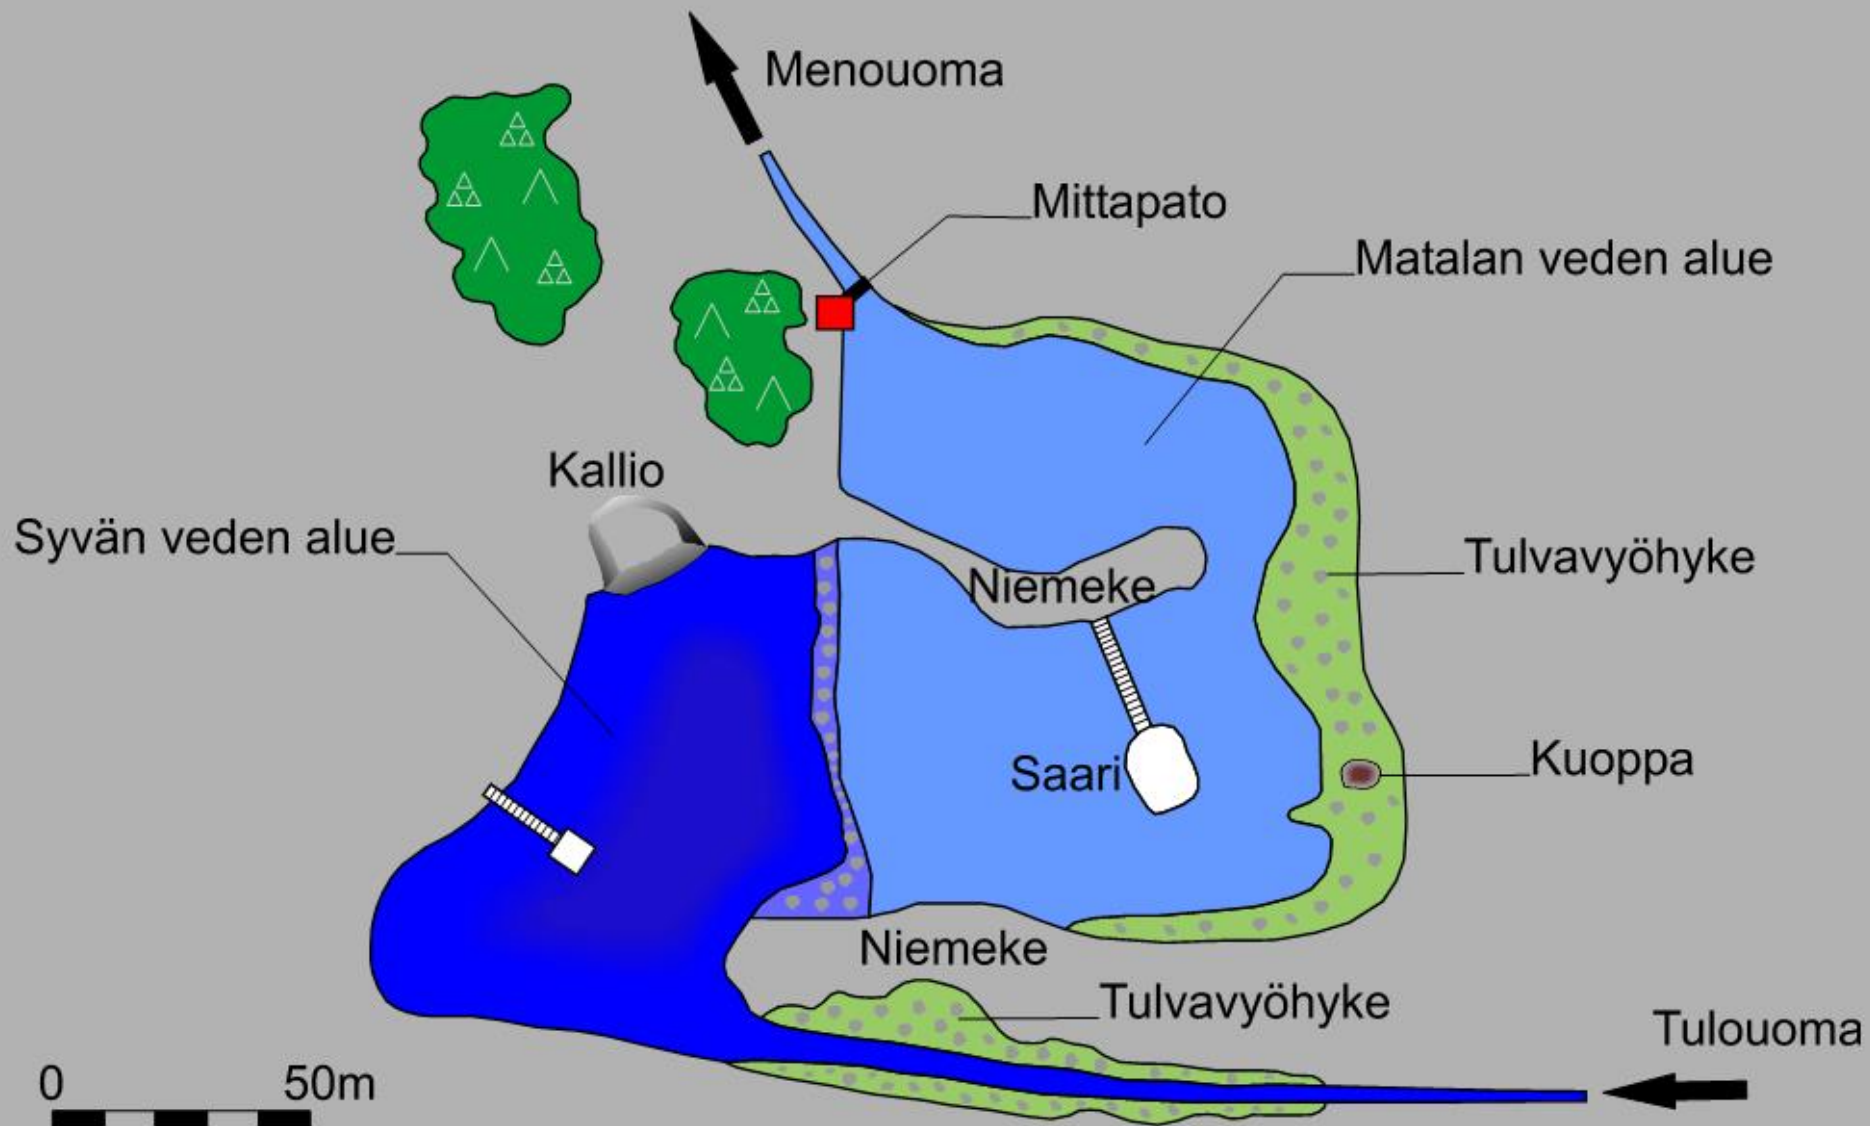 Menouoma
Mittapato
Matalan veden alue
Kallio
Syvän veden alue
Niemeke
Tulvavyöhyke
Saari
Kuoppa
Niemeke
Tulvavyöhyke
Tulouoma
0 50m